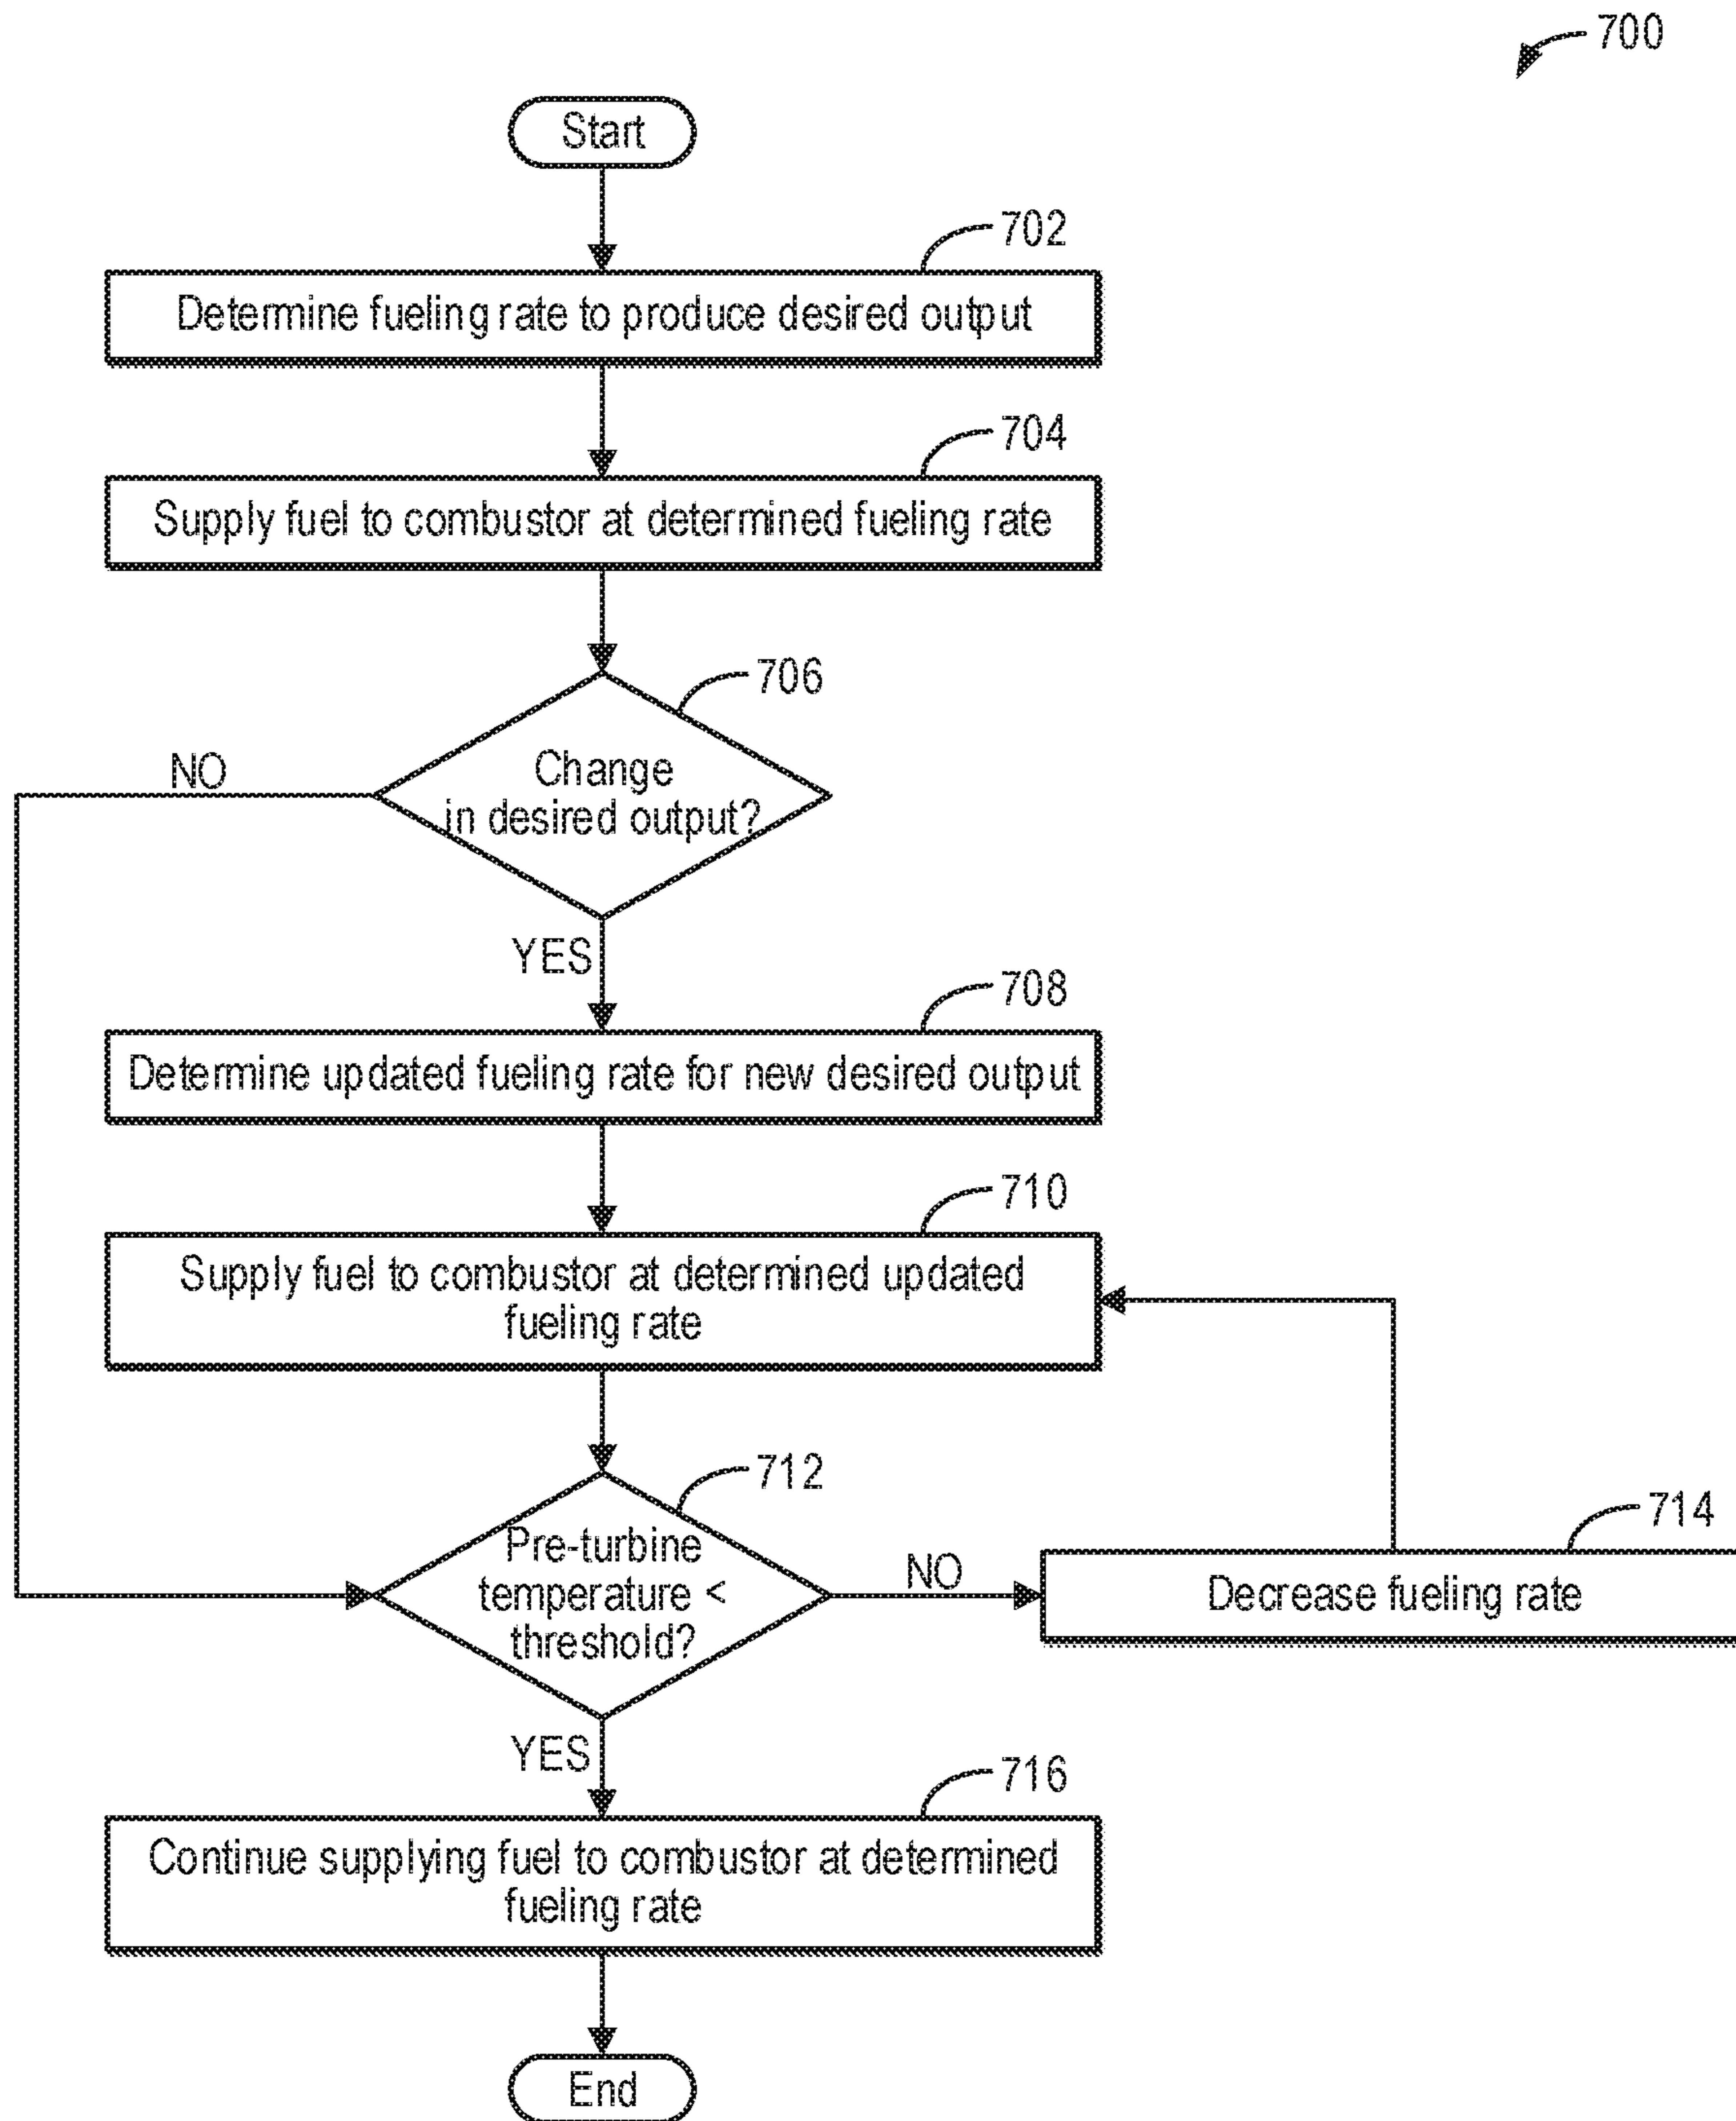 700
Start
702
Determine fueling rate to produce desired output
704
Supply fuel to combustor at determined fueling rate
706
Change
in desired output?
NO
YES
708
Determine updated fueling rate for new desired output
710
Supply fuel to combustor at determined updated
fueling rate
712
Pre-turbine
temperature <
threshold?
NO
714
Decrease fueling rate
YES
716
Continue supplying fuel to combustor at determined
fueling rate
End